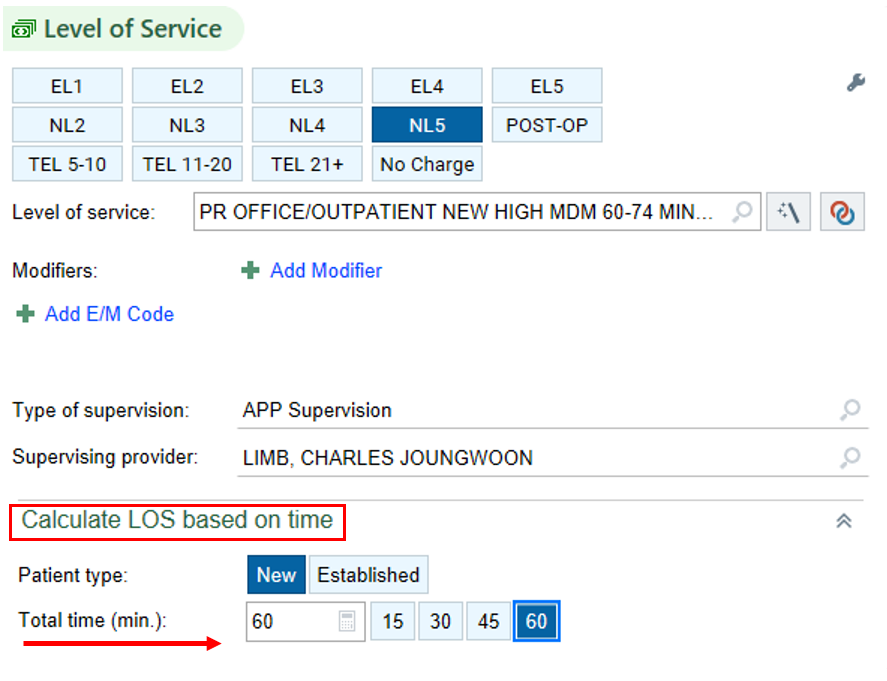 Level of Service
EL1 EL2 EL3 EL4 EL5
NL2 NL3 NL4 NL5 POST-OP
TEL 5-10 TEL 11-20 TEL 21+ No Charge
Level of service: PR OFFICE/OUTPATIENT NEW HIGH MDM 60-74 MIN...
Modifiers: Add Modifier
Add E/M Code
Type of supervision: APP Supervision
Supervising provider: LIMB, CHARLES JOUNGWOON
Calculate LOS based on time
Patient type: New Established
Total time (min.): 60 15 30 45 60